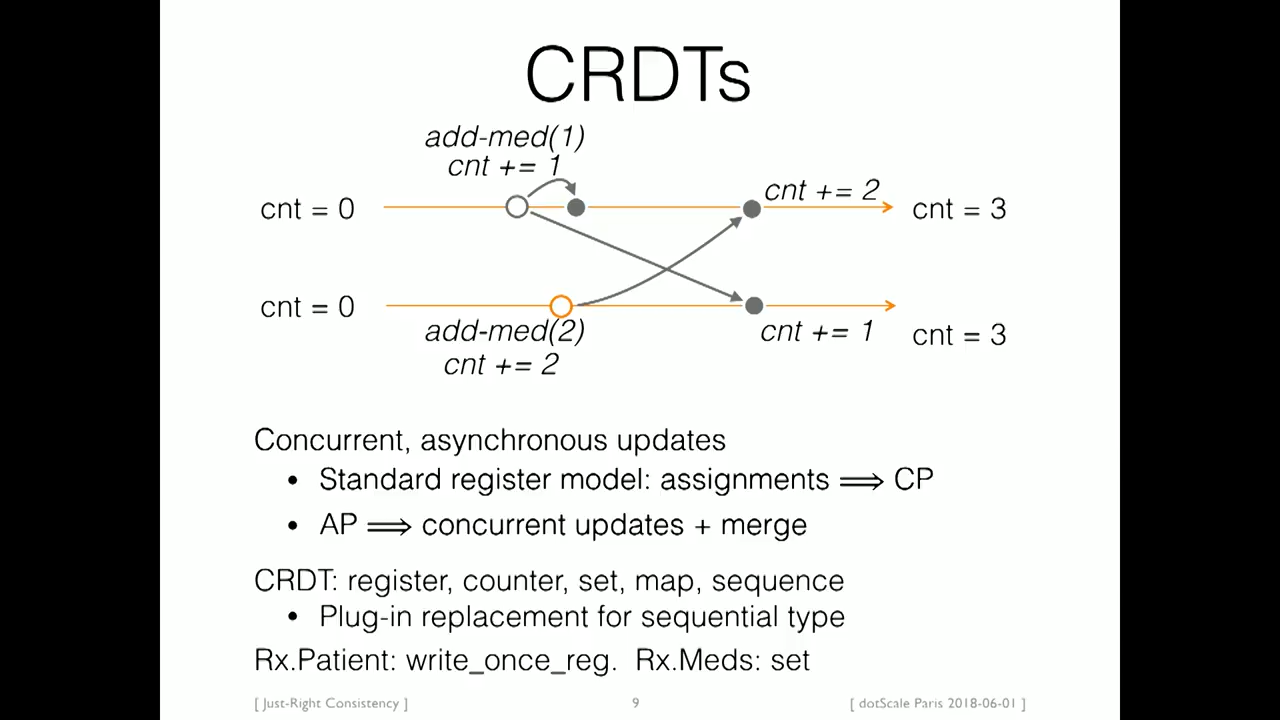 CRDTs
add-med(1)
cnt += 1
cnt = 0
cnt += 2
cnt = 3
cnt = 0
add-med(2)
cnt += 2
cnt += 1
cnt = 3
Concurrent, asynchronous updates
• Standard register model: assignments ⟹ CP
• AP ⟹ concurrent updates + merge
CRDT: register, counter, set, map, sequence
• Plug-in replacement for sequential type
Rx.Patient: write_once_reg. Rx.Meds: set
[ Just-Right Consistency ] 9 [ dotScale Paris 2018-06-01 ]